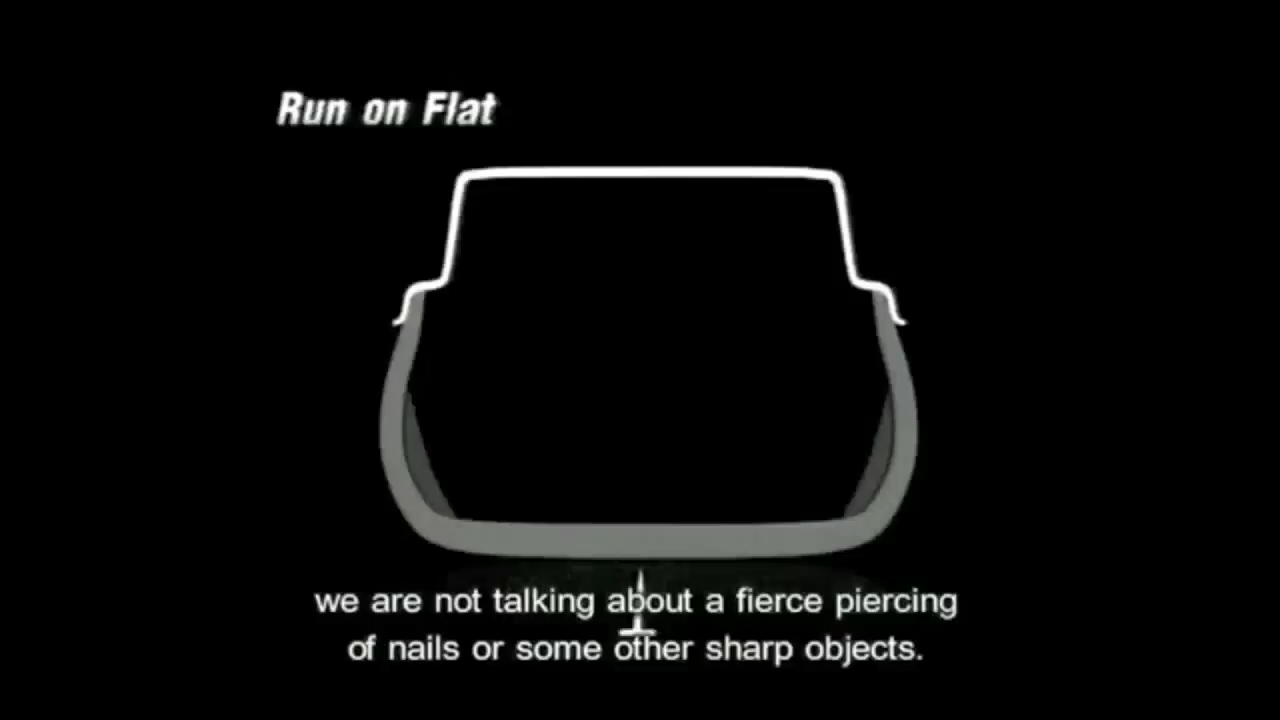 Run on Flat
we are not talking about a fierce piercing
of nails or some other sharp objects.